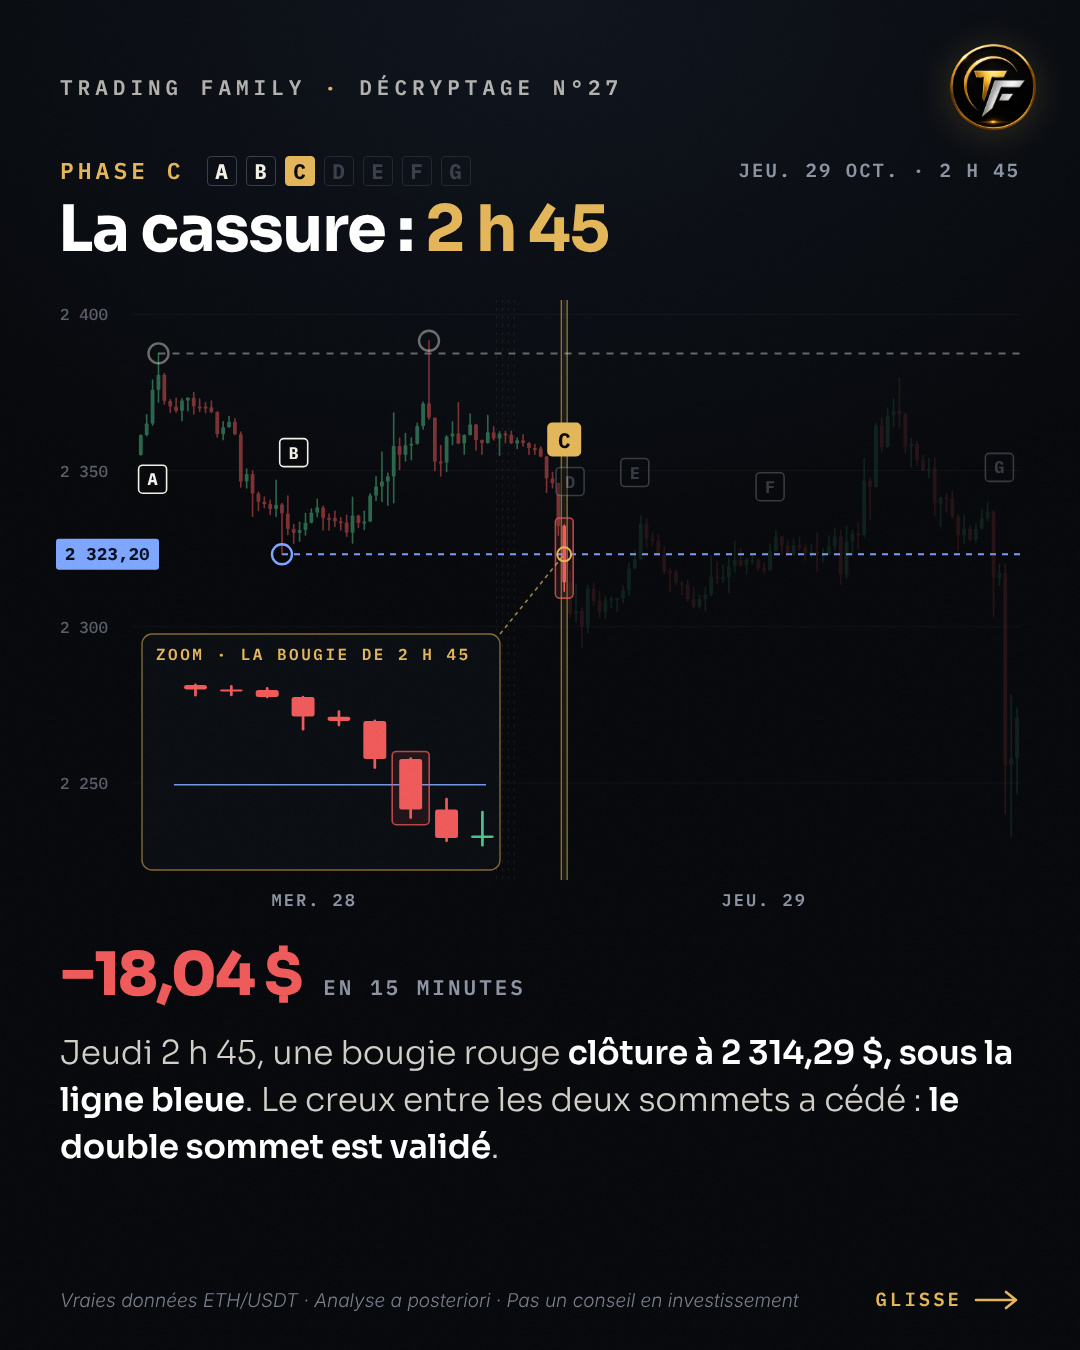 TRADING FAMILY · DÉCRYPTAGE N°27
TF
PHASE C A B C D E F G
JEU. 29 OCT. · 2 H 45
La cassure : 2 h 45
2 400
C
B
2 350
A
D
E
F
G
2 323,20
2 300
ZOOM · LA BOUGIE DE 2 H 45
2 250
MER. 28
JEU. 29
−18,04 $ EN 15 MINUTES
Jeudi 2 h 45, une bougie rouge clôture à 2 314,29 $, sous la
ligne bleue. Le creux entre les deux sommets a cédé : le
double sommet est validé.
Vraies données ETH/USDT · Analyse a posteriori · Pas un conseil en investissement
GLISSE